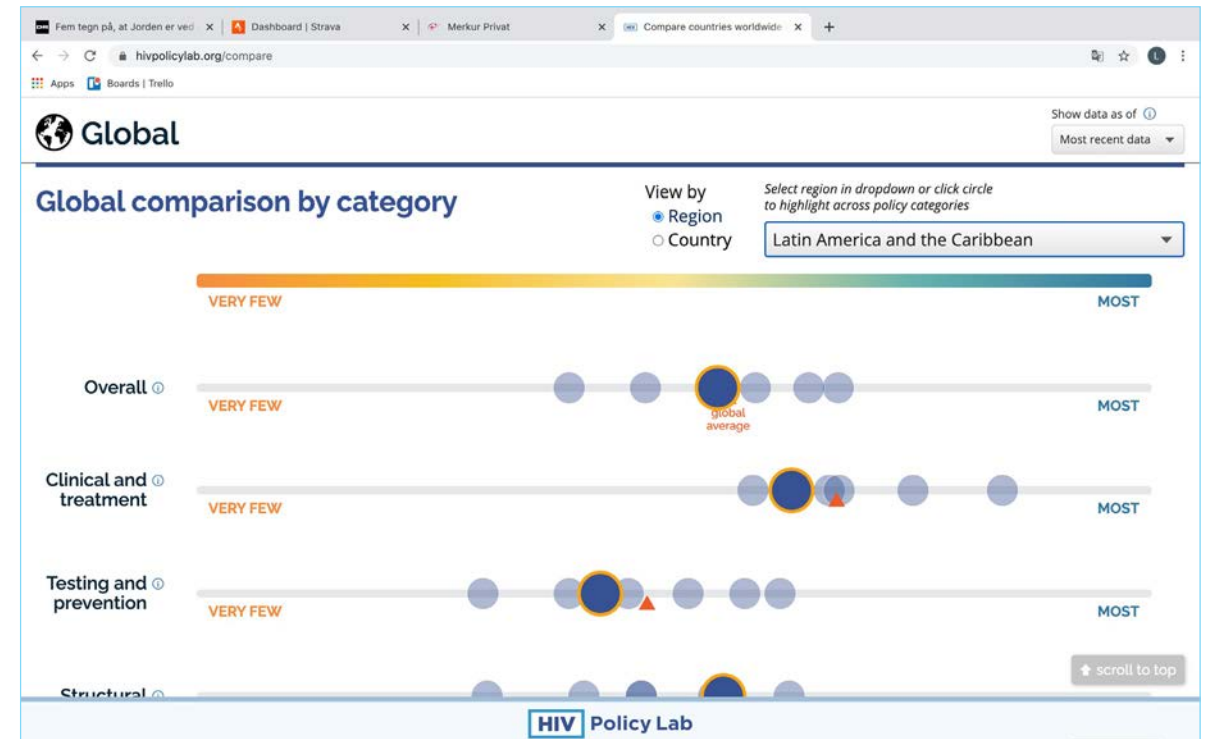 Fem tegn på, at Jorden er ved
Dashboard | Strava
Merkur Privat
Compare countries worldwide
hivpolicylab.org/compare
L
Apps
Boards | Trello
Global
Show data as of
Most recent data
Global comparison by category
View by
Region
Country
Select region in dropdown or click circle
to highlight across policy categories
Latin America and the Caribbean
VERY FEW MOST
Overall
VERY FEW MOST
global
average
Clinical and
treatment
VERY FEW MOST
Testing and
prevention
VERY FEW MOST
scroll to top
Structural
HIV Policy Lab